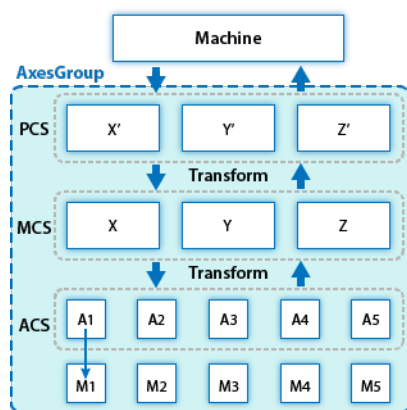 Machine
AxesGroup
PCS X' Y' Z'
Transform
MCS X Y Z
Transform
ACS A1 A2 A3 A4 A5
M1 M2 M3 M4 M5